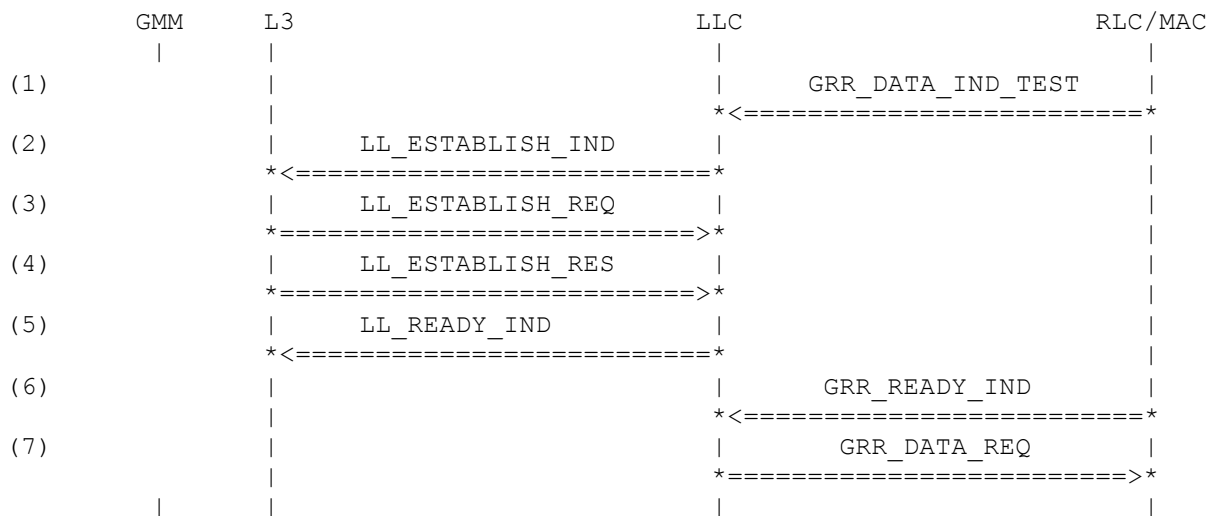 GMM L3 LLC RLC/MAC
| | | |
(1) | | GRR_DATA_IND_TEST |
| *<=========================*
(2) | LL_ESTABLISH_IND | |
*<==========================* |
(3) | LL_ESTABLISH_REQ | |
*==========================>* |
(4) | LL_ESTABLISH_RES | |
*==========================>* |
(5) | LL_READY_IND | |
*<==========================* |
(6) | | GRR_READY_IND |
| *<=========================*
(7) | | GRR_DATA_REQ |
| *=========================>*
| | | |